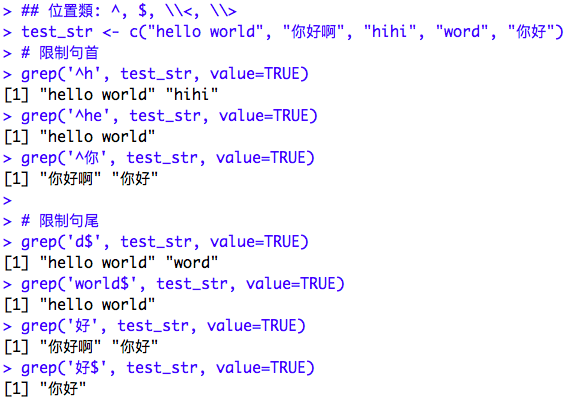 > ## 位置類: ^, $, \\<, \\>
> test_str <- c("hello world", "你好啊", "hihi", "word", "你好")
> # 限制句首
> grep('^h', test_str, value=TRUE)
[1] "hello world" "hihi"
> grep('^he', test_str, value=TRUE)
[1] "hello world"
> grep('^你', test_str, value=TRUE)
[1] "你好啊" "你好"
>
> # 限制句尾
> grep('d$', test_str, value=TRUE)
[1] "hello world" "word"
> grep('world$', test_str, value=TRUE)
[1] "hello world"
> grep('好', test_str, value=TRUE)
[1] "你好啊" "你好"
> grep('好$', test_str, value=TRUE)
[1] "你好"